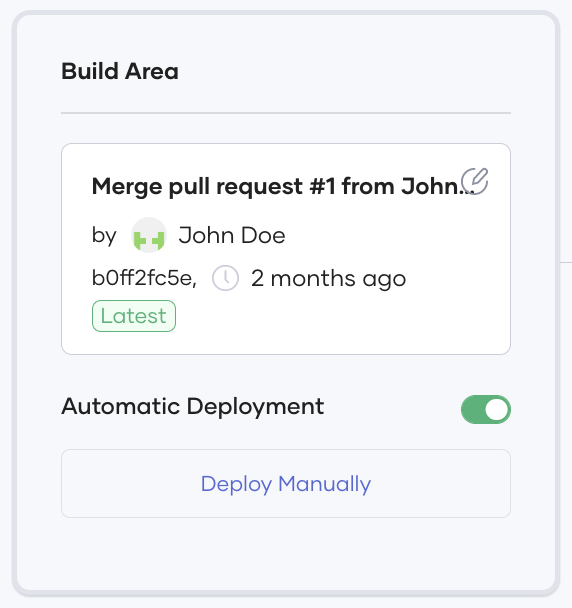 Build Area
Merge pull request #1 from John...
by John Doe
b0ff2fc5e, 2 months ago
Latest
Automatic Deployment
Deploy Manually